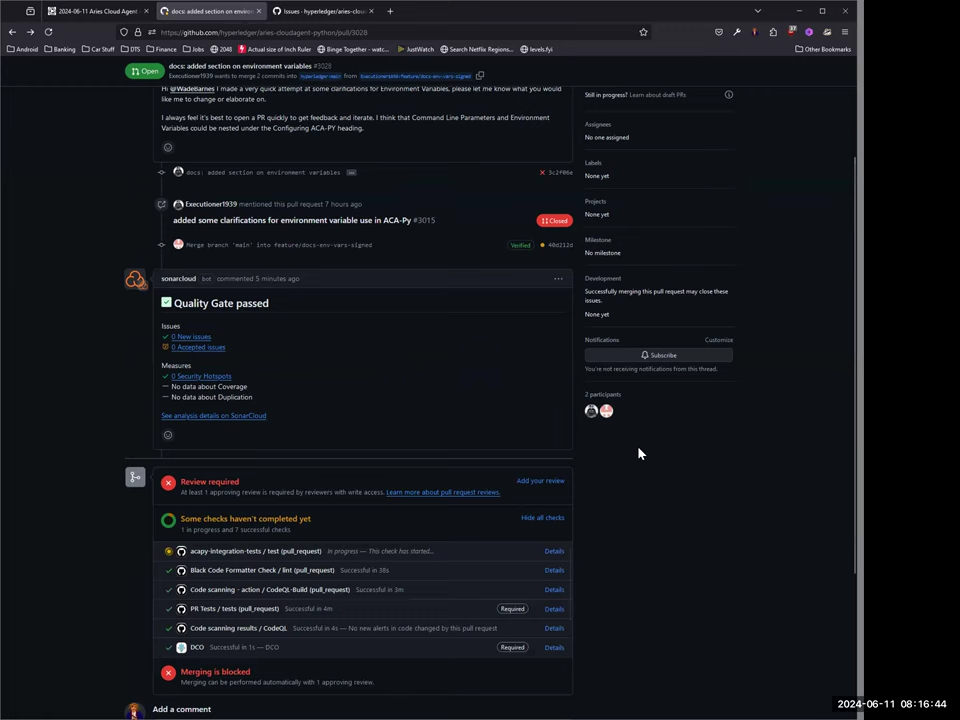 2024-06-11 Aries Cloud Agent
docs: added section on environ
Issues · hyperledger/aries-cloud
https://github.com/hyperledger/aries-cloudagent-python/pull/3028
Android
Banking
Car Stuff
DTS
Finance
Jobs
2048
Actual size of Inch Ruler
Binge Together - watc...
JustWatch
Search Netflix Regions...
levels.fyi
Other Bookmarks
Open
docs: added section on environment variables #3028
Executioner1939 wants to merge 2 commits into hyperledger:main from Executioner1939:feature/docs-env-vars-signed
Hi @WadeBarnes I made a very quick attempt at some clarifications for Environment Variables, please let me know what you would
like me to change or elaborate on.
I always feel it's best to open a PR quickly to get feedback and iterate. I think that Command Line Parameters and Environment
Variables could be nested under the Configuring ACA-PY heading.
docs: added section on environment variables
3c2f06e
Executioner1939 mentioned this pull request 7 hours ago
added some clarifications for environment variable use in ACA-Py #3015
Closed
Merge branch 'main' into feature/docs-env-vars-signed
Verified
40d212d
sonarcloud bot commented 5 minutes ago
Quality Gate passed
Issues
0 New issues
0 Accepted issues
Measures
0 Security Hotspots
No data about Coverage
No data about Duplication
See analysis details on SonarCloud
Review required
Add your review
At least 1 approving review is required by reviewers with write access. Learn more about pull request reviews.
Some checks haven't completed yet
Hide all checks
1 in progress and 7 successful checks
acapy-integration-tests / test (pull_request) In progress — This check has started...
Details
Black Code Formatter Check / lint (pull_request) Successful in 38s
Details
Code scanning - action / CodeQL-Build (pull_request) Successful in 3m
Details
PR Tests / tests (pull_request) Successful in 4m
Required
Details
Code scanning results / CodeQL Successful in 4s — No new alerts in code changed by this pull request
Details
DCO Successful in 1s — DCO
Required
Details
Merging is blocked
Merging can be performed automatically with 1 approving review.
Add a comment
Still in progress? Learn about draft PRs
Assignees
No one assigned
Labels
None yet
Projects
None yet
Milestone
No milestone
Development
Successfully merging this pull request may close these
issues.
None yet
Notifications
Customize
Subscribe
You're not receiving notifications from this thread.
2 participants
2024-06-11 08:16:44